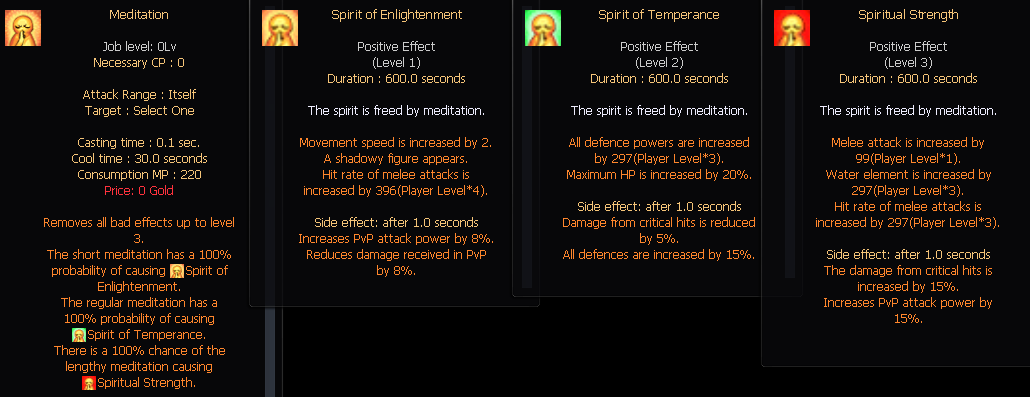 Meditation
Job level: 0Lv
Necessary CP : 0
Attack Range : Itself
Target : Select One
Casting time : 0.1 sec.
Cool time : 30.0 seconds
Consumption MP : 220
Price: 0 Gold
Removes all bad effects up to level
3.
The short meditation has a 100%
probability of causing Spirit of
Enlightenment.
The regular meditation has a
100% probability of causing
Spirit of Temperance.
There is a 100% chance of the
lengthy meditation causing
Spiritual Strength.
Spirit of Enlightenment
Positive Effect
(Level 1)
Duration : 600.0 seconds
The spirit is freed by meditation.
Movement speed is increased by 2.
A shadowy figure appears.
Hit rate of melee attacks is
increased by 396(Player Level*4).
Side effect: after 1.0 seconds
Increases PvP attack power by 8%.
Reduces damage received in PvP
by 8%.
Spirit of Temperance
Positive Effect
(Level 2)
Duration : 600.0 seconds
The spirit is freed by meditation.
All defence powers are increased
by 297(Player Level*3).
Maximum HP is increased by 20%.
Side effect: after 1.0 seconds
Damage from critical hits is reduced
by 5%.
All defences are increased by 15%.
Spiritual Strength
Positive Effect
(Level 3)
Duration : 600.0 seconds
The spirit is freed by meditation.
Melee attack is increased by
99(Player Level*1).
Water element is increased by
297(Player Level*3).
Hit rate of melee attacks is
increased by 297(Player Level*3).
Side effect: after 1.0 seconds
The damage from critical hits is
increased by 15%.
Increases PvP attack power by
15%.